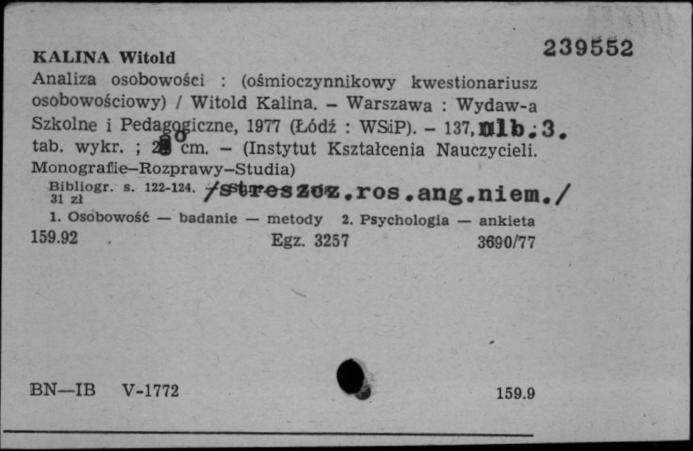 239552
KALINA Witold
Analiza osobowości : (ośmioczynnikowy kwestionariusz
osobowościowy) / Witold Kalina. – Warszawa : Wydaw-a
Szkolne i Pedagogiczne, 1977 (Łódź : WSiP). – 137, nlb.:3.
tab. wykr. ; cm. – (Instytut Kształcenia Nauczycieli.
Monografie–Rozprawy–Studia)
Bibliogr. s. 122-124. /streszcz.ros.ang.niem./
31 zł
1. Osobowość — badanie — metody 2. Psychologia — ankieta
159.92 Egz. 3257 3690/77
BN—IB V-1772 159.9